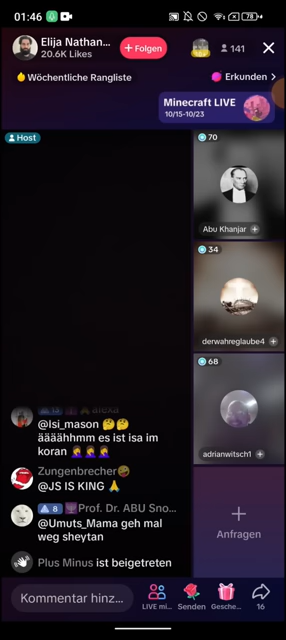 01:46
78
Elija Nathan...
20.6K Likes
+ Folgen
141
Wöchentliche Rangliste
Erkunden >
Minecraft LIVE
10/15-10/23
Host
70
Abu Khanjar
34
derwahreglaube4
68
adrianwitsch1
@Isi_mason 🤔🤔
äääähhmm es ist isa im
koran 🤦‍♀️🤦‍♀️🤦‍♀️
Zungenbrecher🤪
@JS IS KING 🙏
8 Prof. Dr. ABU Sno...
@Umuts_Mama geh mal
weg sheytan
Plus Minus ist beigetreten
Anfragen
Kommentar hinz...
LIVE mi...
Senden
Gesche...
16